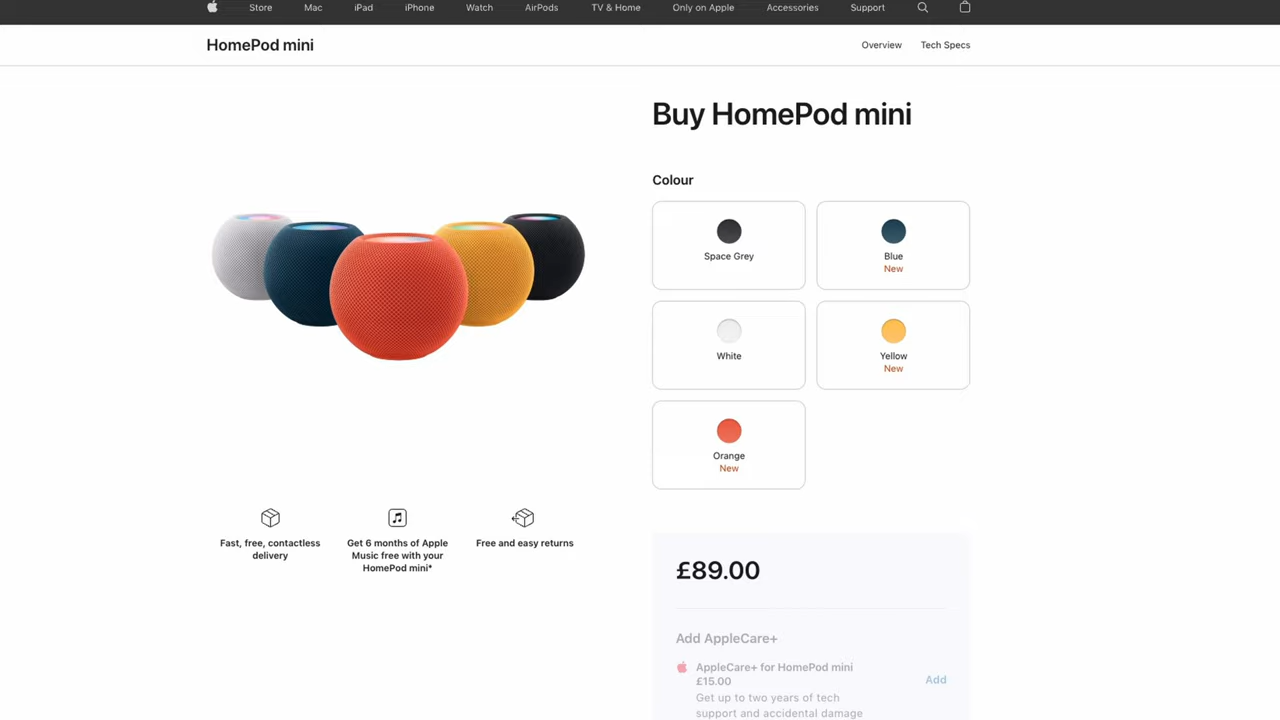 Store Mac iPad iPhone Watch AirPods TV & Home Only on Apple Accessories Support
HomePod mini
Overview Tech Specs
Buy HomePod mini
Colour
Space Grey
Blue
New
White
Yellow
New
Orange
New
Fast, free, contactless
delivery
Get 6 months of Apple
Music free with your
HomePod mini*
Free and easy returns
£89.00
Add AppleCare+
AppleCare+ for HomePod mini
£15.00
Add
Get up to two years of tech
support and accidental damage